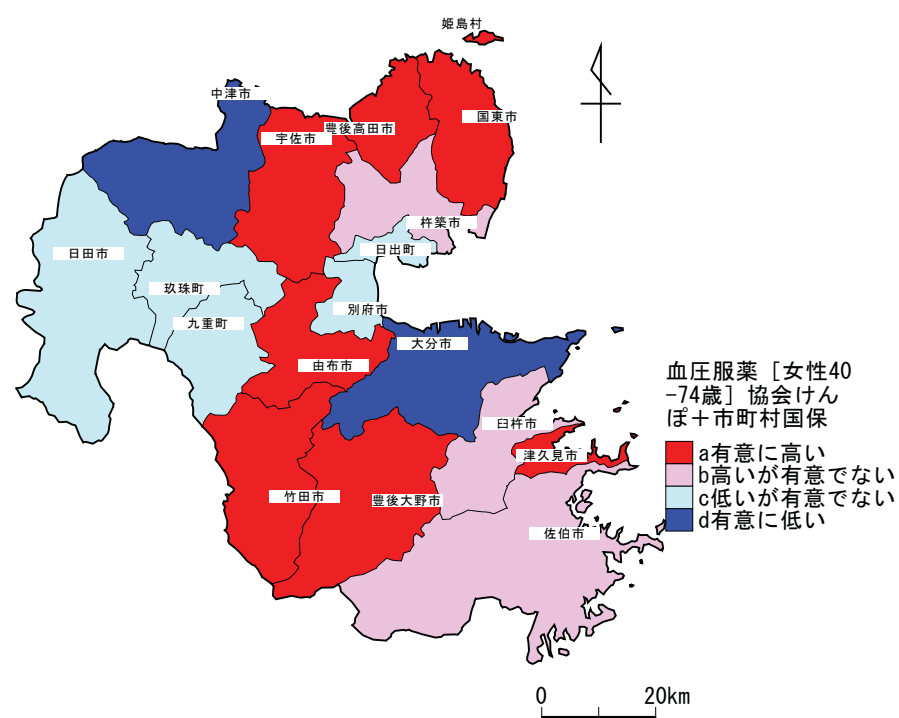 姫島村
中津市
国東市
豊後高田市
宇佐市
杵築市
日出町
日田市
玖珠町
別府市
九重町
大分市
由布市
臼杵市
津久見市
竹田市
豊後大野市
佐伯市
血圧服薬［女性40
-74歳］協会けん
ぽ＋市町村国保
a有意に高い
b高いが有意でない
c低いが有意でない
d有意に低い
0 20km